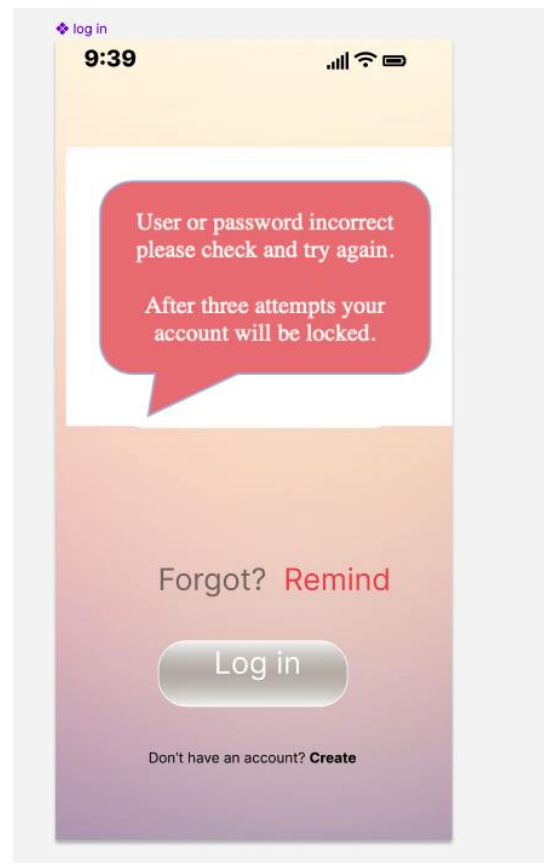 log in
9:39
User or password incorrect
please check and try again.
After three attempts your
account will be locked.
Forgot? Remind
Log in
Don't have an account? Create